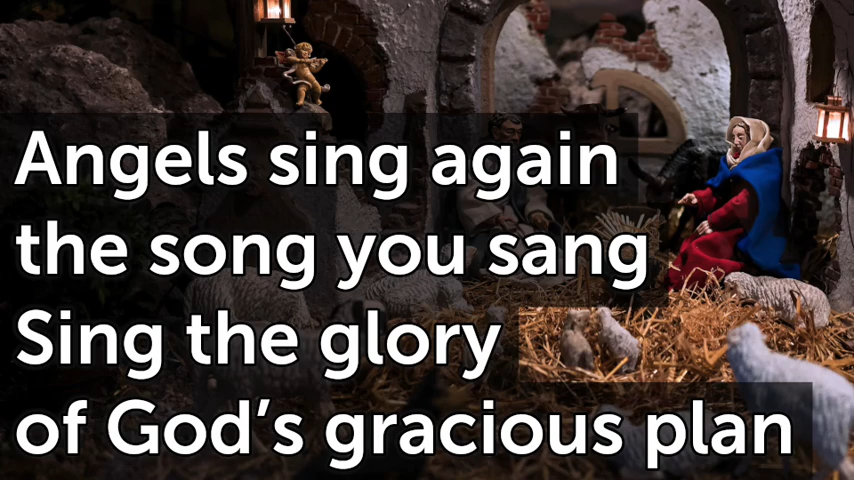 Angels sing again
the song you sang
Sing the glory
of God’s gracious plan